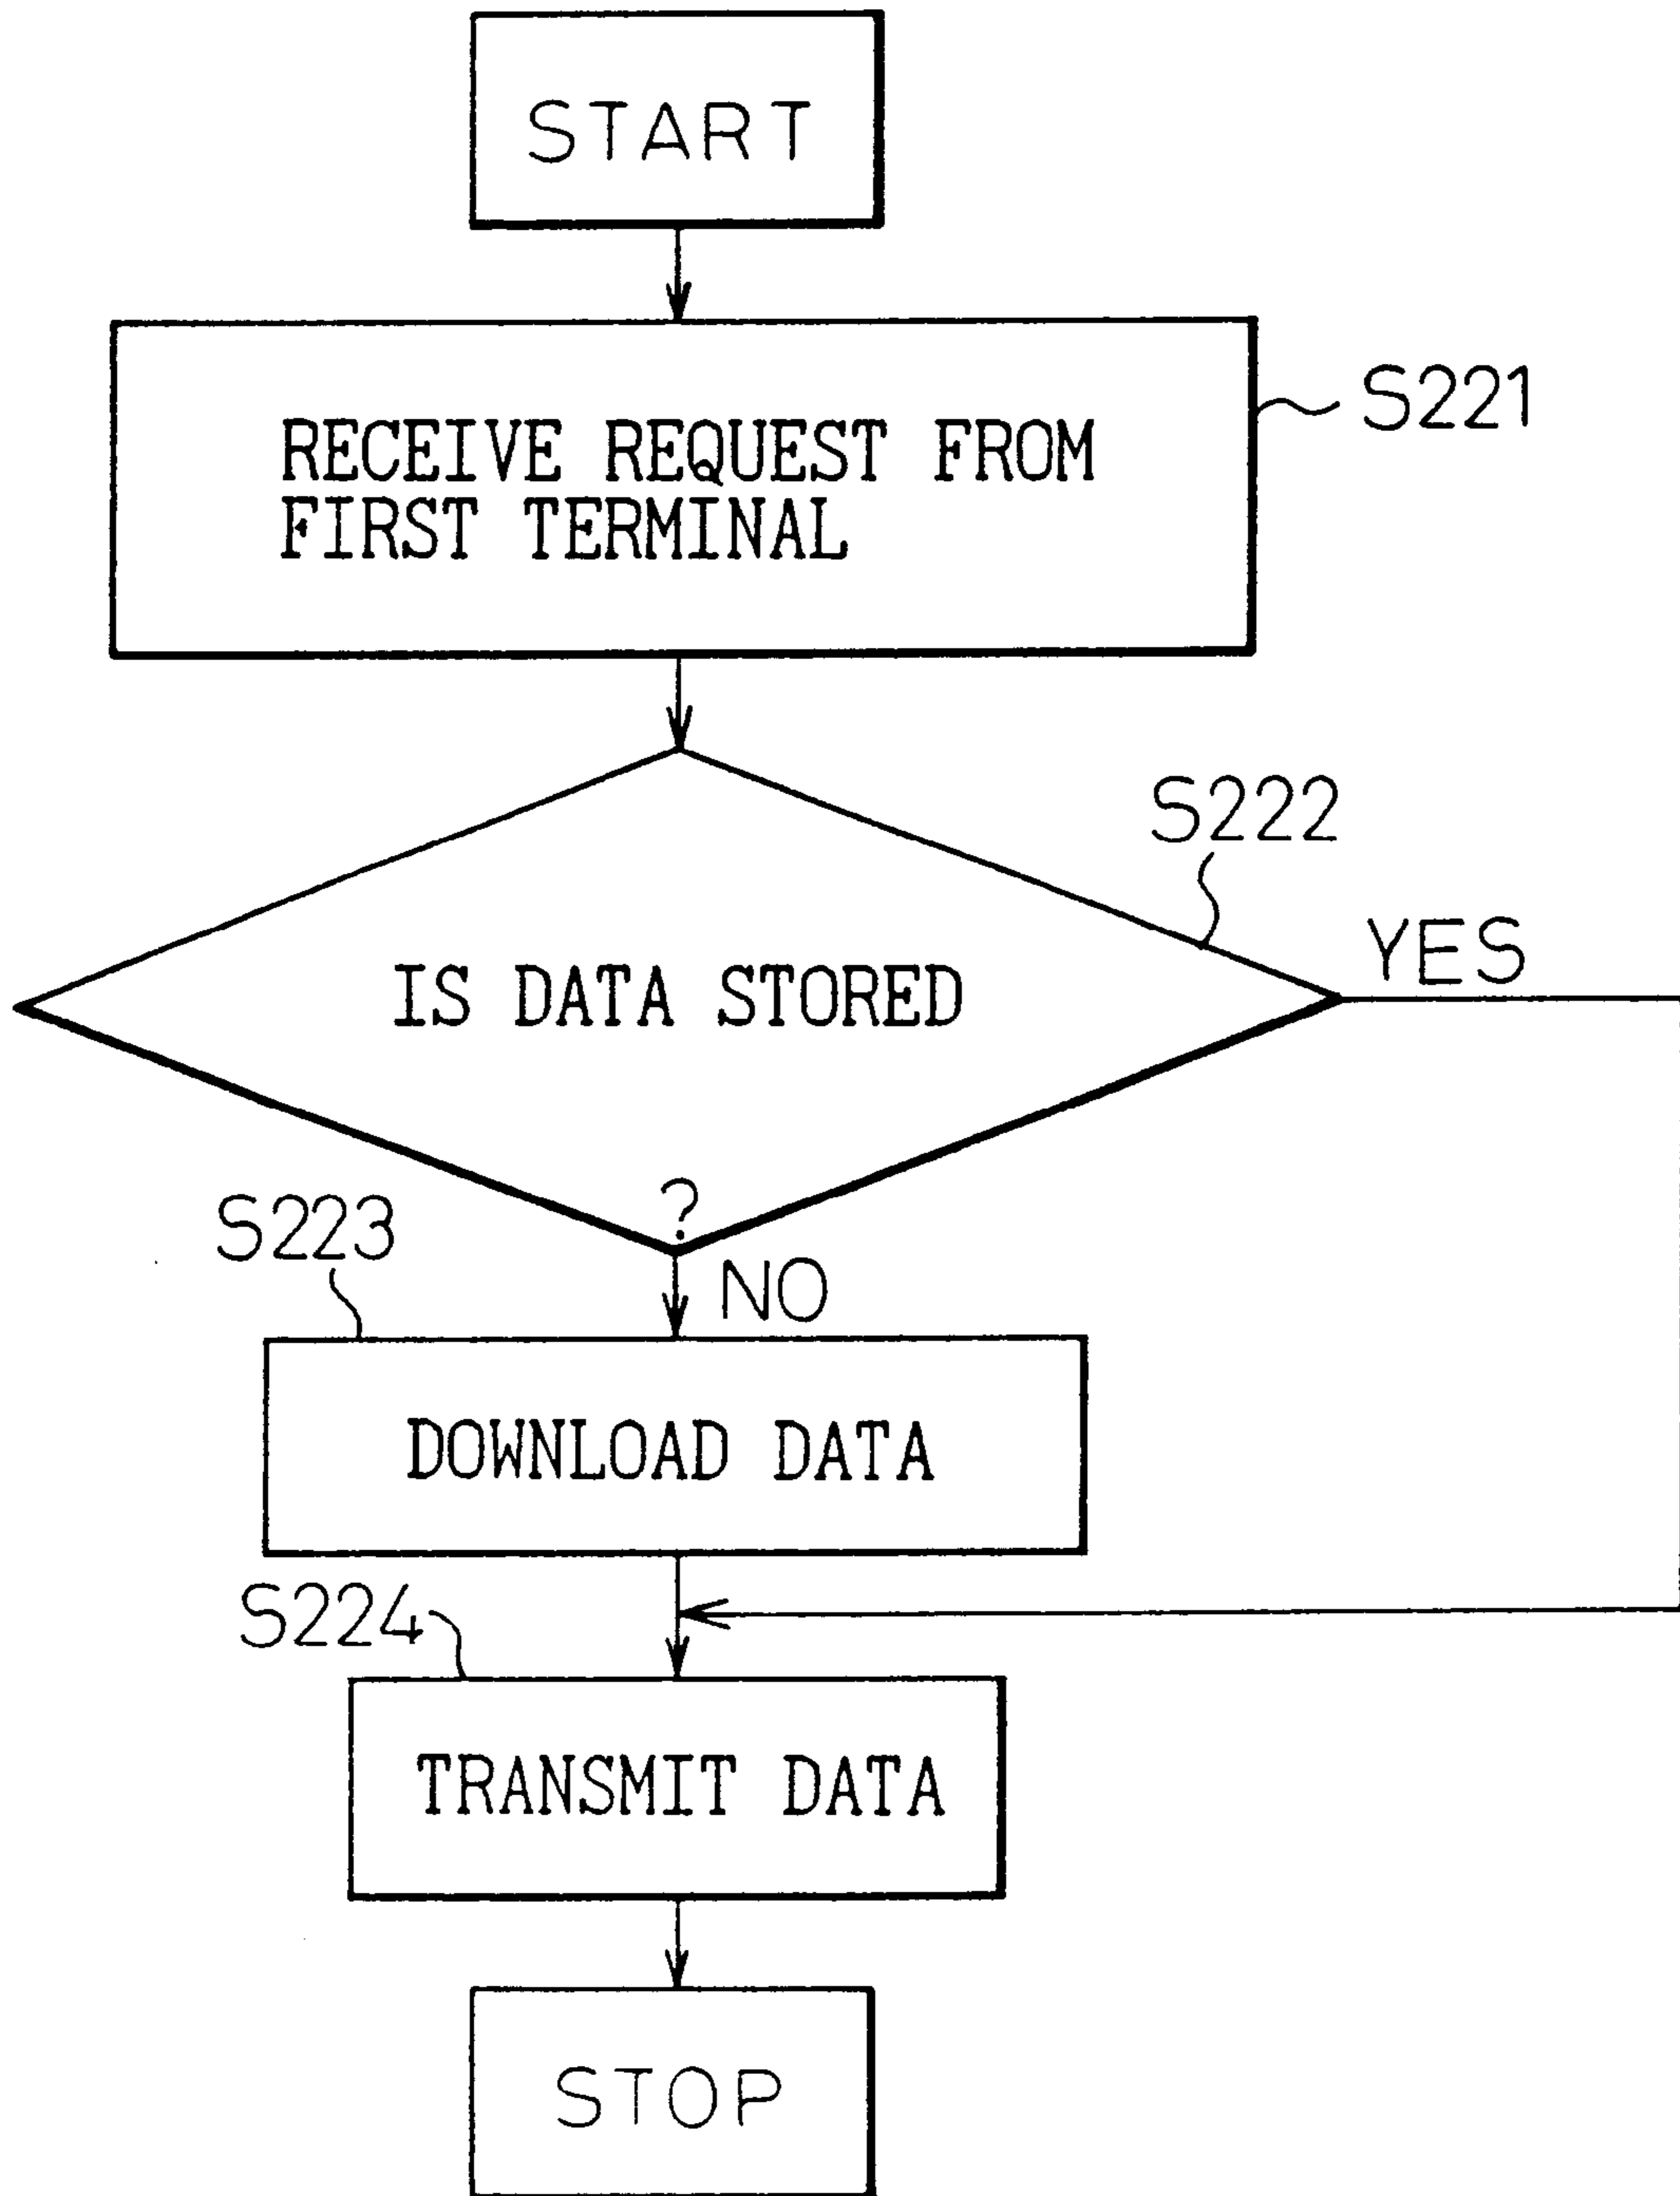 START
RECEIVE REQUEST FROM
FIRST TERMINAL
S221
S222
IS DATA STORED
?
YES
NO
S223
DOWNLOAD DATA
S224
TRANSMIT DATA
STOP